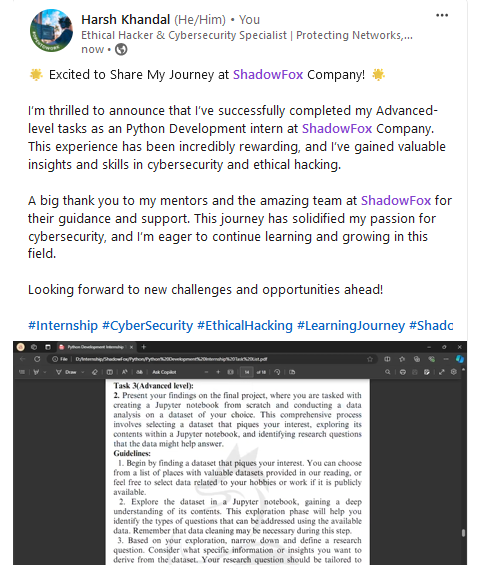 Harsh Khandal (He/Him) • You
Ethical Hacker & Cybersecurity Specialist | Protecting Networks,...
now •
Excited to Share My Journey at ShadowFox Company!
I'm thrilled to announce that I've successfully completed my Advanced-
level tasks as an Python Development intern at ShadowFox Company.
This experience has been incredibly rewarding, and I've gained valuable
insights and skills in cybersecurity and ethical hacking.
A big thank you to my mentors and the amazing team at ShadowFox for
their guidance and support. This journey has solidified my passion for
cybersecurity, and I'm eager to continue learning and growing in this
field.
Looking forward to new challenges and opportunities ahead!
#Internship #CyberSecurity #EthicalHacking #LearningJourney #Shado
Python Development Internship
File | D:/Internship/ShadowFox/Python/Python%20Development%20Internship%20Task%20List.pdf
Draw
Ask Copilot
14 of 18
Task 3(Advanced level):
2. Present your findings on the final project, where you are tasked with
creating a Jupyter notebook from scratch and conducting a data
analysis on a dataset of your choice. This comprehensive process
involves selecting a dataset that piques your interest, exploring its
contents within a Jupyter notebook, and identifying research questions
that the data might help answer.
Guidelines:
1. Begin by finding a dataset that piques your interest. You can choose
from a list of places with valuable datasets provided in our reading, or
feel free to select data related to your hobbies or work if it is publicly
available.
2. Explore the dataset in a Jupyter notebook, gaining a deep
understanding of its contents. This exploration phase will help you
identify the types of questions that can be addressed using the available
data. Remember that data cleaning may be necessary during this step.
3. Based on your exploration, narrow down and define a research
question. Consider what specific information or insights you want to
derive from the dataset. Your research question should be tailored to